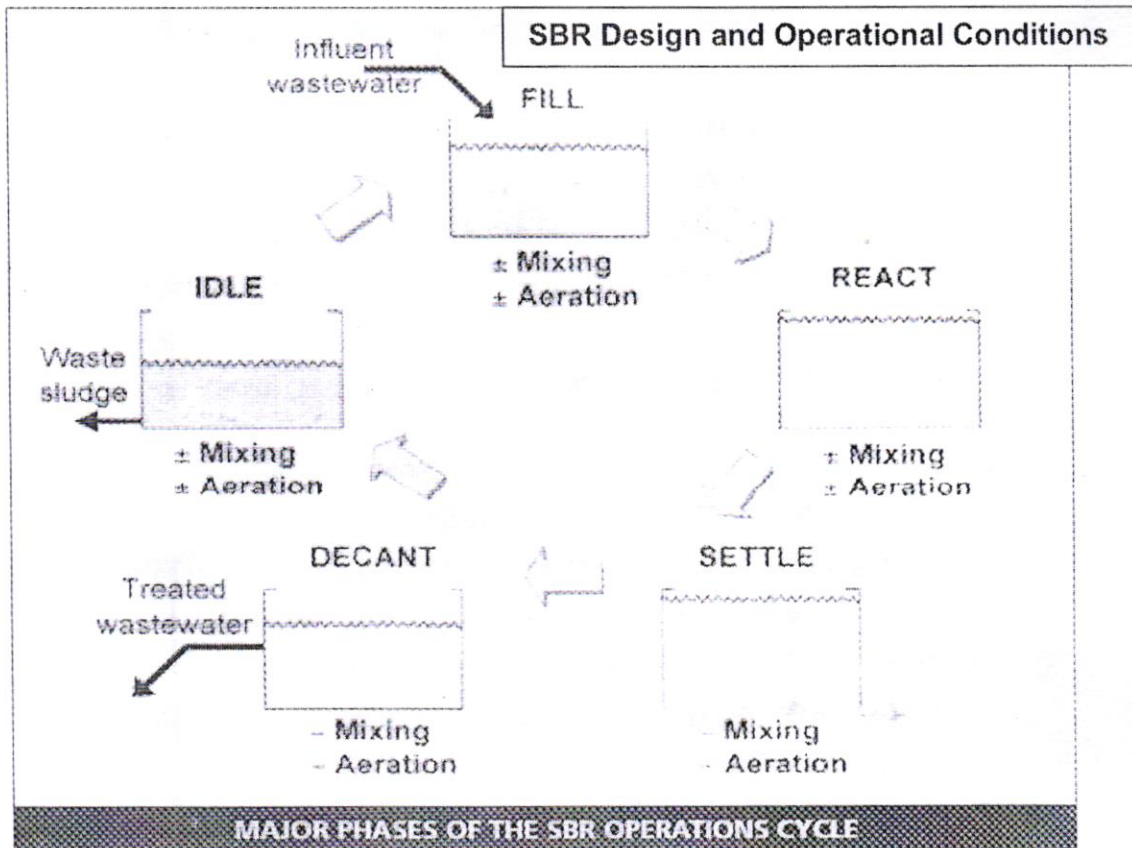 SBR Design and Operational Conditions
Influent
wastewater
FILL
± Mixing
± Aeration
IDLE
REACT
Waste
sludge
± Mixing
± Aeration
± Mixing
± Aeration
DECANT
SETTLE
Treated
wastewater
– Mixing
– Aeration
– Mixing
– Aeration
MAJOR PHASES OF THE SBR OPERATIONS CYCLE